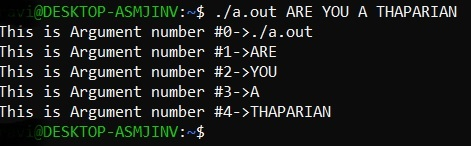 @DESKTOP-ASMJINV:~$ ./a.out ARE YOU A THAPARIAN
This is Argument number #0->./a.out
This is Argument number #1->ARE
This is Argument number #2->YOU
This is Argument number #3->A
This is Argument number #4->THAPARIAN
@DESKTOP-ASMJINV:~$